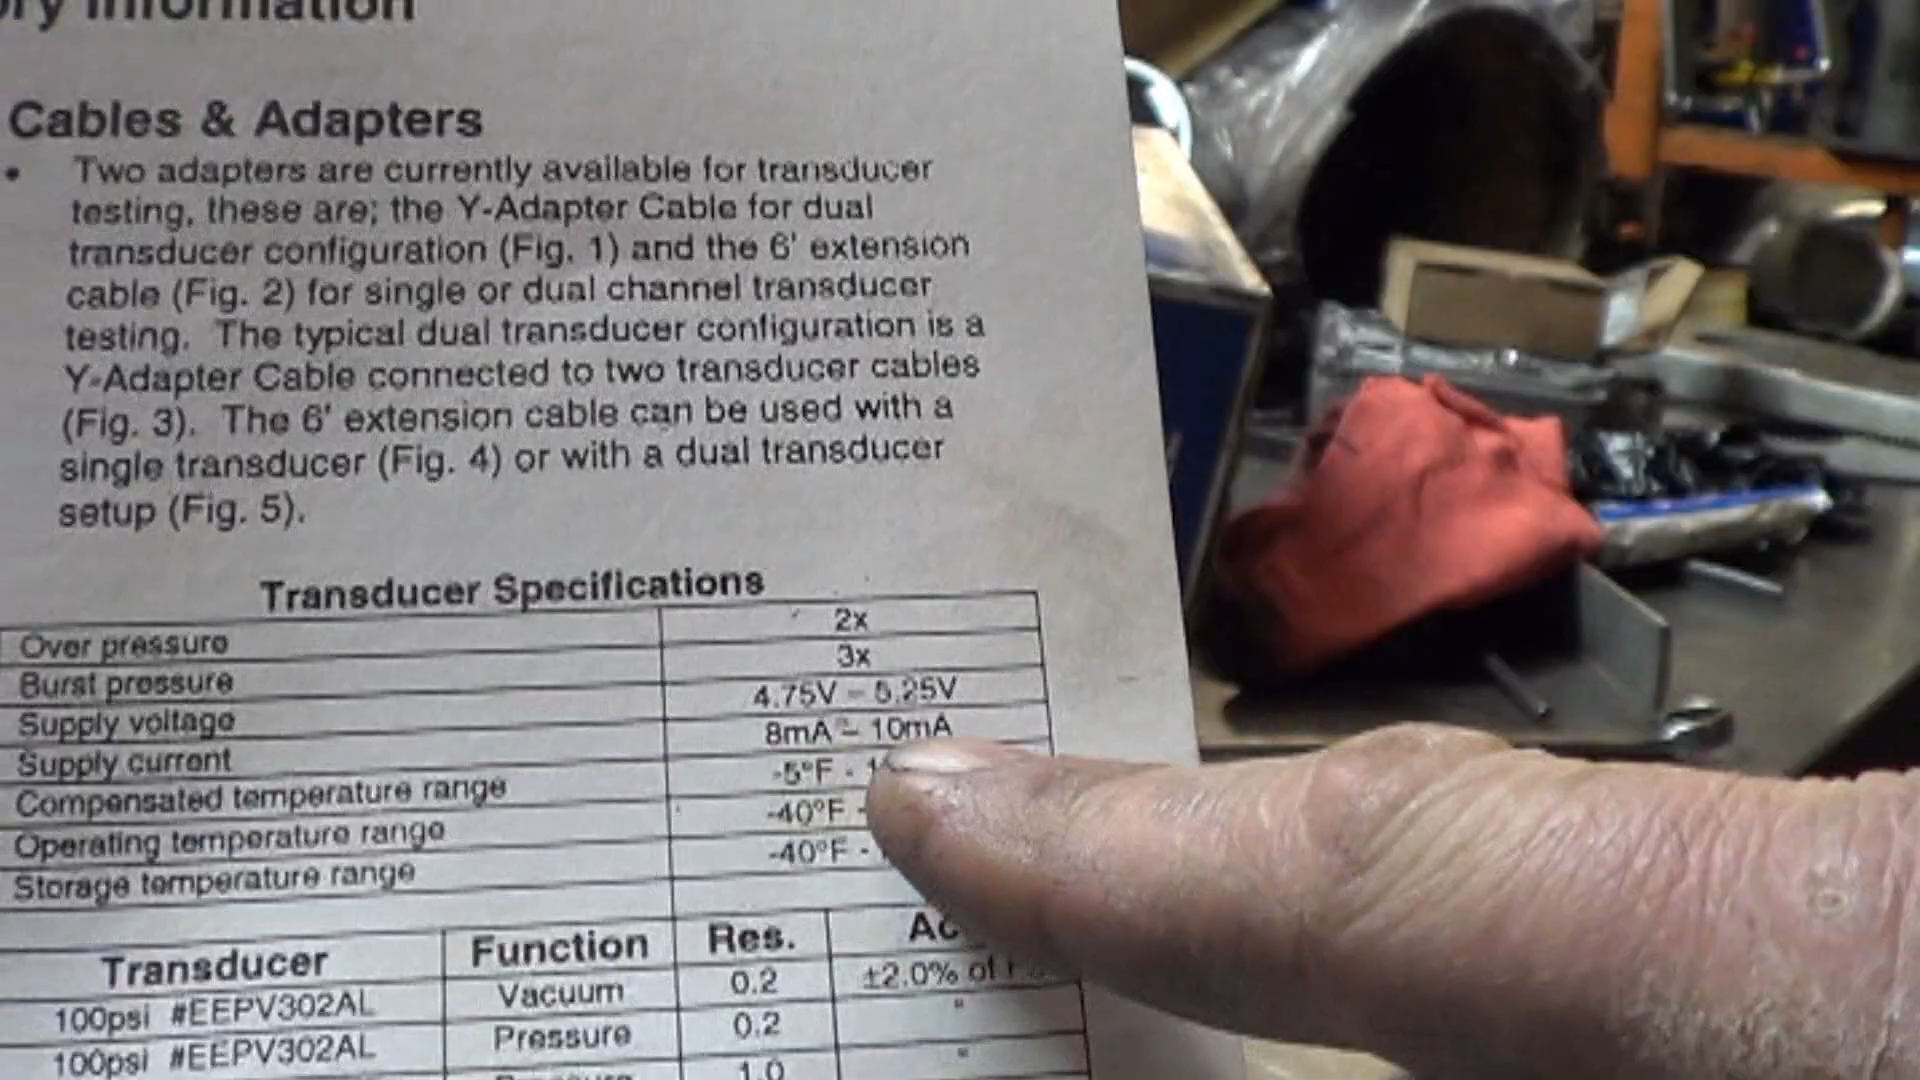 ory Information
Cables & Adapters
• Two adapters are currently available for transducer
testing, these are; the Y-Adapter Cable for dual
transducer configuration (Fig. 1) and the 6' extension
cable (Fig. 2) for single or dual channel transducer
testing. The typical dual transducer configuration is a
Y-Adapter Cable connected to two transducer cables
(Fig. 3). The 6' extension cable can be used with a
single transducer (Fig. 4) or with a dual transducer
setup (Fig. 5).
Transducer Specifications
Over pressure 2x
Burst pressure 3x
Supply voltage 4.75V - 5.25V
Supply current 8mA - 10mA
Compensated temperature range -5°F -
Operating temperature range -40°F -
Storage temperature range -40°F -
Transducer Function Res.
100psi #EEPV302AL Vacuum 0.2 ±2.0% of
100psi #EEPV302AL Pressure 0.2 "
Pressure 1.0 "